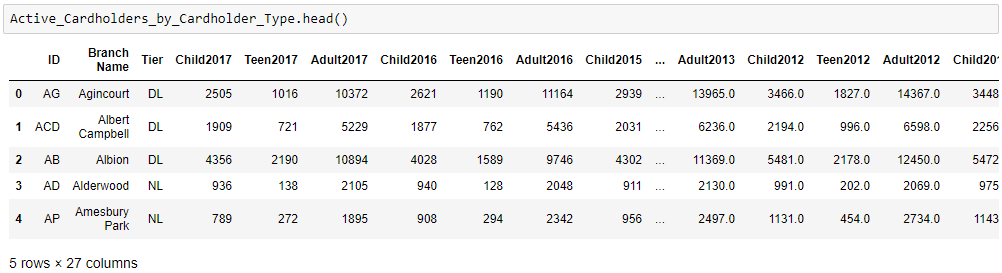 Active_Cardholders_by_Cardholder_Type.head()
ID Branch Name Tier Child2017 Teen2017 Adult2017 Child2016 Teen2016 Adult2016 Child2015 ... Adult2013 Child2012 Teen2012 Adult2012 Child201
0 AG Agincourt DL 2505 1016 10372 2621 1190 11164 2939 ... 13965.0 3466.0 1827.0 14367.0 3448
1 ACD Albert Campbell DL 1909 721 5229 1877 762 5436 2031 ... 6236.0 2194.0 996.0 6598.0 2256
2 AB Albion DL 4356 2190 10894 4028 1589 9746 4302 ... 11369.0 5481.0 2178.0 12450.0 5472
3 AD Alderwood NL 936 138 2105 940 128 2048 911 ... 2130.0 991.0 202.0 2069.0 975
4 AP Amesbury Park NL 789 272 1895 908 294 2342 956 ... 2497.0 1131.0 454.0 2734.0 1143
5 rows × 27 columns